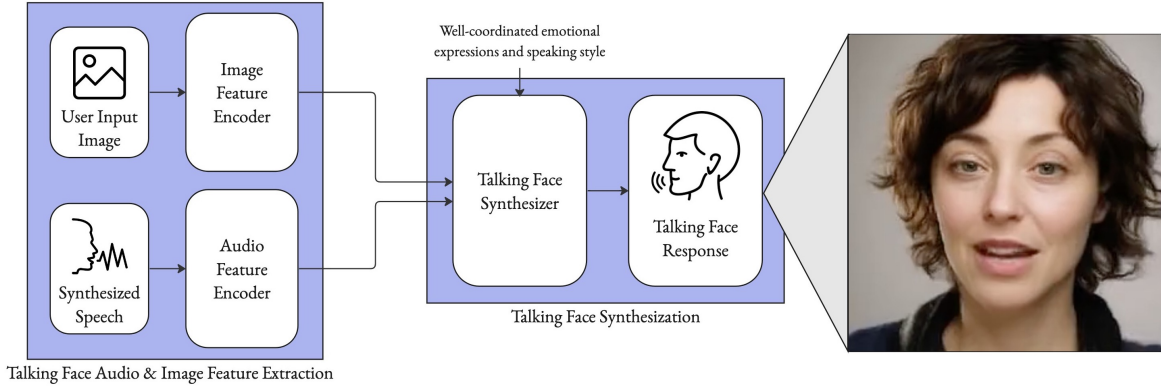 User Input
Image
Image
Feature
Encoder
Synthesized
Speech
Audio
Feature
Encoder
Talking Face Audio & Image Feature Extraction
Well-coordinated emotional
expressions and speaking style
Talking Face
Synthesizer
Talking Face
Response
Talking Face Synthesization